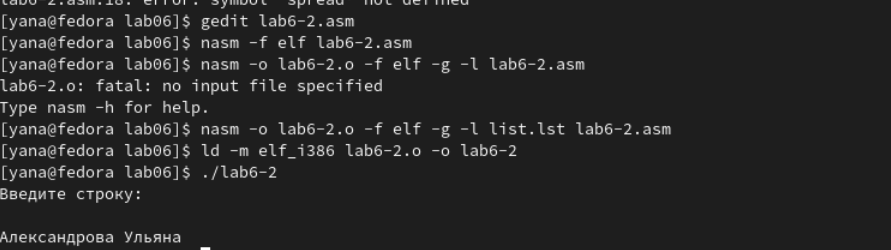 lab6-2.asm:18: error: symbol `spread' not defined
[yana@fedora lab06]$ gedit lab6-2.asm
[yana@fedora lab06]$ nasm -f elf lab6-2.asm
[yana@fedora lab06]$ nasm -o lab6-2.o -f elf -g -l lab6-2.asm
lab6-2.o: fatal: no input file specified
Type nasm -h for help.
[yana@fedora lab06]$ nasm -o lab6-2.o -f elf -g -l list.lst lab6-2.asm
[yana@fedora lab06]$ ld -m elf_i386 lab6-2.o -o lab6-2
[yana@fedora lab06]$ ./lab6-2
Введите строку:
Александрова Ульяна